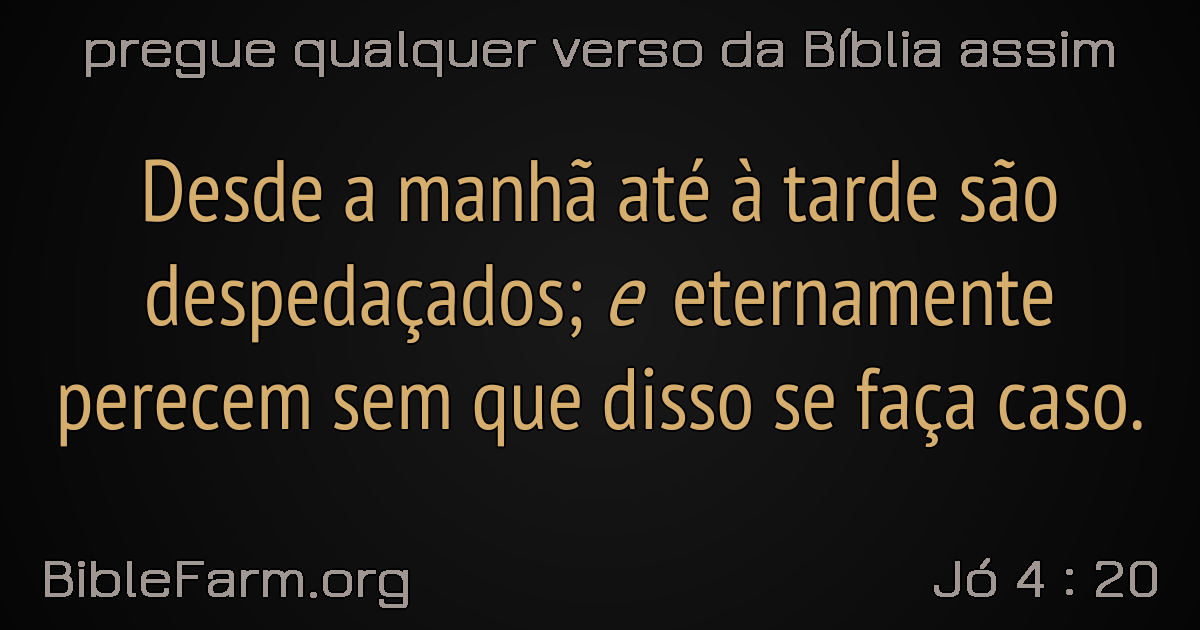 pregue qualquer verso da Bíblia assim
Desde a manhã até à tarde são
despedaçados; e eternamente
perecem sem que disso se faça caso.
BibleFarm.org
Jó 4 : 20